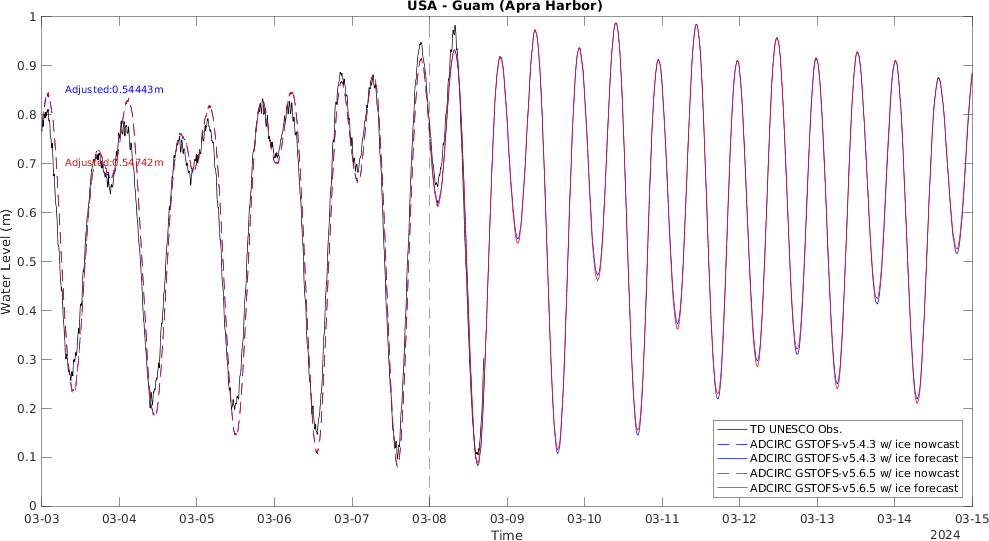 USA - Guam (Apra Harbor)
1
0.9
0.8
0.7
0.6
0.5
0.4
0.3
0.2
0.1
0
Water Level (m)
Adjusted:0.54443m
Adjusted:0.54742m
TD UNESCO Obs.
ADCIRC GSTOFS-v5.4.3 w/ ice nowcast
ADCIRC GSTOFS-v5.4.3 w/ ice forecast
ADCIRC GSTOFS-v5.6.5 w/ ice nowcast
ADCIRC GSTOFS-v5.6.5 w/ ice forecast
03-03 03-04 03-05 03-06 03-07 03-08 03-09 03-10 03-11 03-12 03-13 03-14 03-15
Time
2024